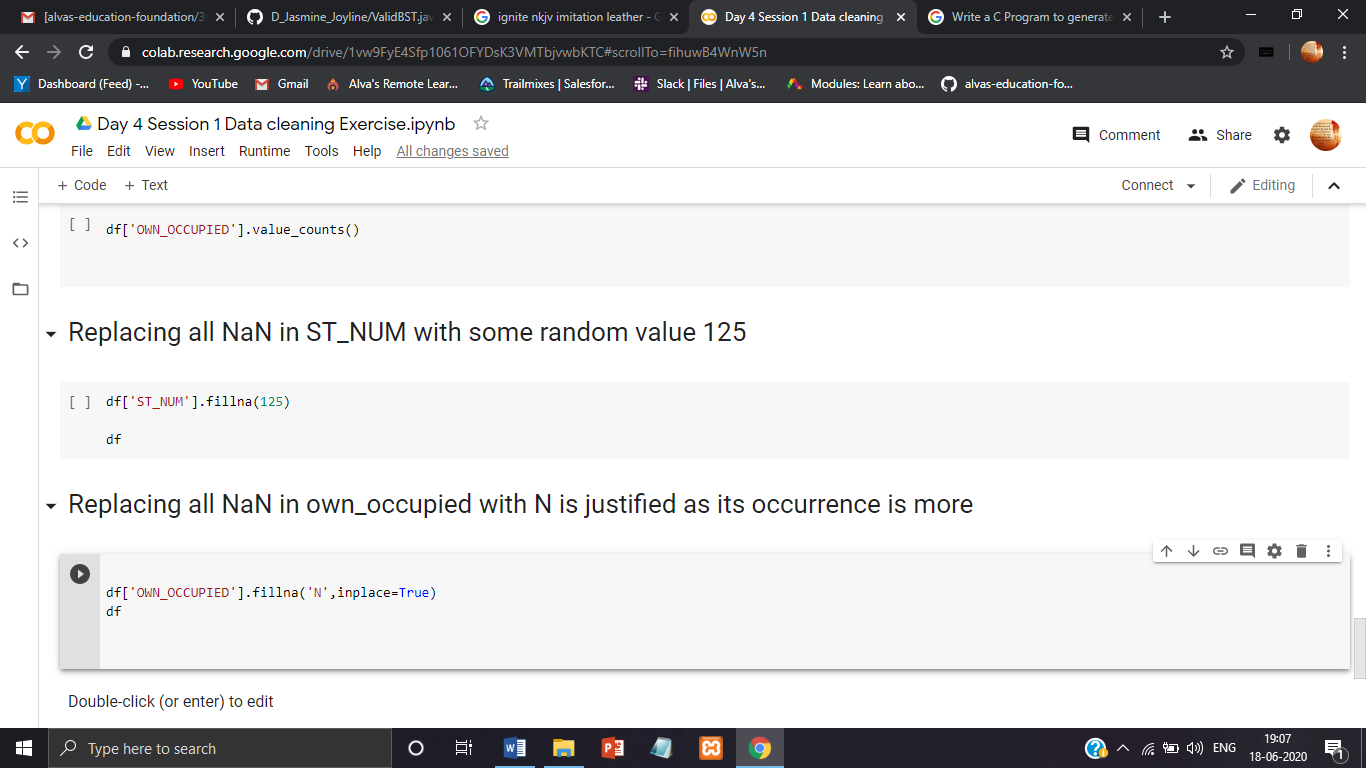 [alvas-education-foundation/3
D_Jasmine_Joyline/ValidBST.jav
ignite nkjv imitation leather - G
Day 4 Session 1 Data cleaning
Write a C Program to generate
colab.research.google.com/drive/1vw9FyE4Sfp1061OFYDsK3VMTbjvwbKTC#scrollTo=fihuwB4WnW5n
Dashboard (Feed) -...
YouTube
Gmail
Alva's Remote Lear...
Trailmixes | Salesfor...
Slack | Files | Alva's...
Modules: Learn abo...
alvas-education-fo...
CO
Day 4 Session 1 Data cleaning Exercise.ipynb
File Edit View Insert Runtime Tools Help All changes saved
Comment
Share
+ Code + Text
Connect
Editing
[ ] df['OWN_OCCUPIED'].value_counts()
Replacing all NaN in ST_NUM with some random value 125
[ ] df['ST_NUM'].fillna(125)
df
Replacing all NaN in own_occupied with N is justified as its occurrence is more
df['OWN_OCCUPIED'].fillna('N',inplace=True)
df
Double-click (or enter) to edit
Type here to search
ENG
19:07
18-06-2020
1